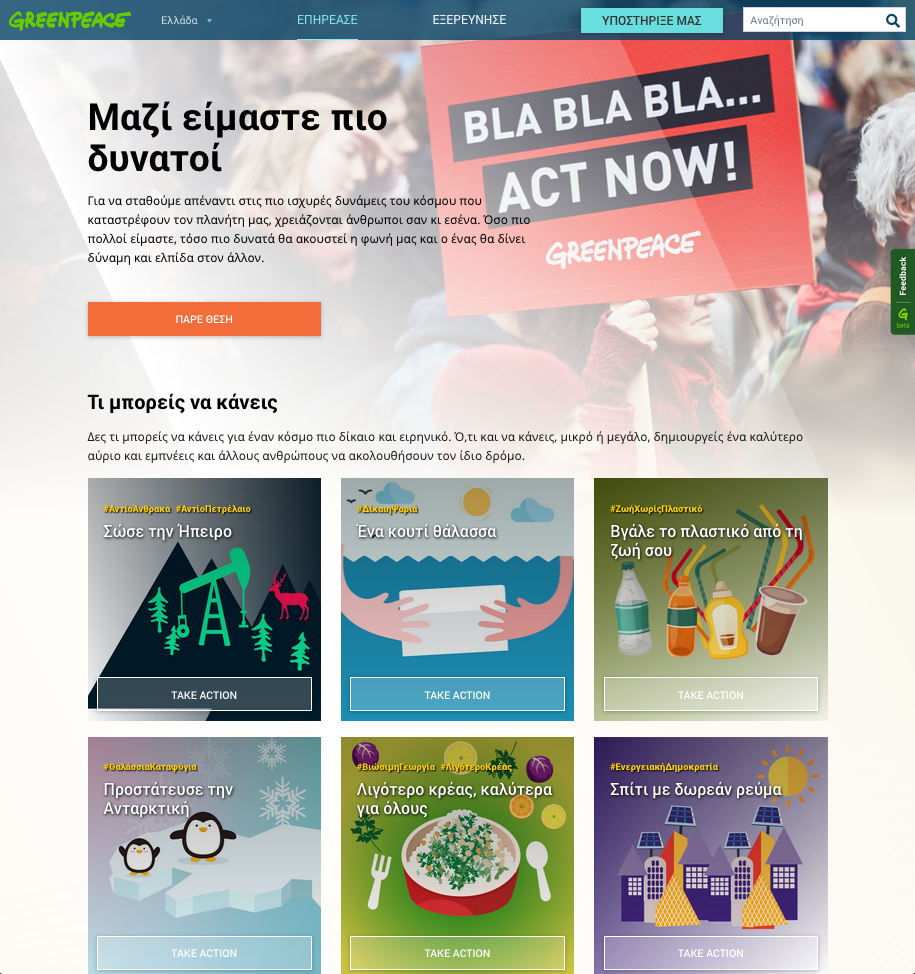 GREENPEACE
Ελλάδα
ΕΠΗΡΕΑΣΕ
ΕΞΕΡΕΥΝΗΣΕ
ΥΠΟΣΤΗΡΙΞΕ ΜΑΣ
Αναζήτηση
BLA BLA BLA...
ACT NOW!
GREENPEACE
Μαζί είμαστε πιο
δυνατοί
Για να σταθούμε απέναντι στις πιο ισχυρές δυνάμεις του κόσμου που
καταστρέφουν τον πλανήτη μας, χρειάζονται άνθρωποι σαν κι εσένα. Όσο πιο
πολλοί είμαστε, τόσο πιο δυνατά θα ακουστεί η φωνή μας και ο ένας θα δίνει
δύναμη και ελπίδα στον άλλον.
ΠΑΡΕ ΘΕΣΗ
Feedback
beta
Τι μπορείς να κάνεις
Δες τι μπορείς να κάνεις για έναν κόσμο πιο δίκαιο και ειρηνικό. Ό,τι και να κάνεις, μικρό ή μεγάλο, δημιουργείς ένα καλύτερο
αύριο και εμπνέεις και άλλους ανθρώπους να ακολουθήσουν τον ίδιο δρόμο.
#ΑντίοΆνθρακα #ΑντίοΠετρέλαιο
Σώσε την Ήπειρο
TAKE ACTION
#ΔίκαιηΨαριά
Ένα κουτί θάλασσα
TAKE ACTION
#ΖωήΧωρίςΠλαστικό
Βγάλε το πλαστικό από τη
ζωή σου
TAKE ACTION
#ΘαλάσσιαΚαταφύγια
Προστάτευσε την
Ανταρκτική
TAKE ACTION
#ΒιώσιμηΓεωργία #ΛιγότεροΚρέας
Λιγότερο κρέας, καλύτερα
για όλους
TAKE ACTION
#ΕνεργειακήΔημοκρατία
Σπίτι με δωρεάν ρεύμα
TAKE ACTION